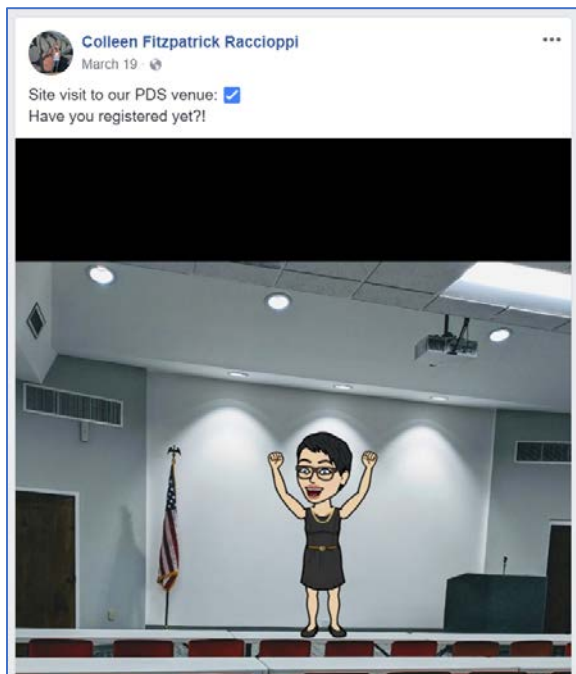 Colleen Fitzpatrick Raccioppi
March 19
Site visit to our PDS venue: ☑
Have you registered yet?!